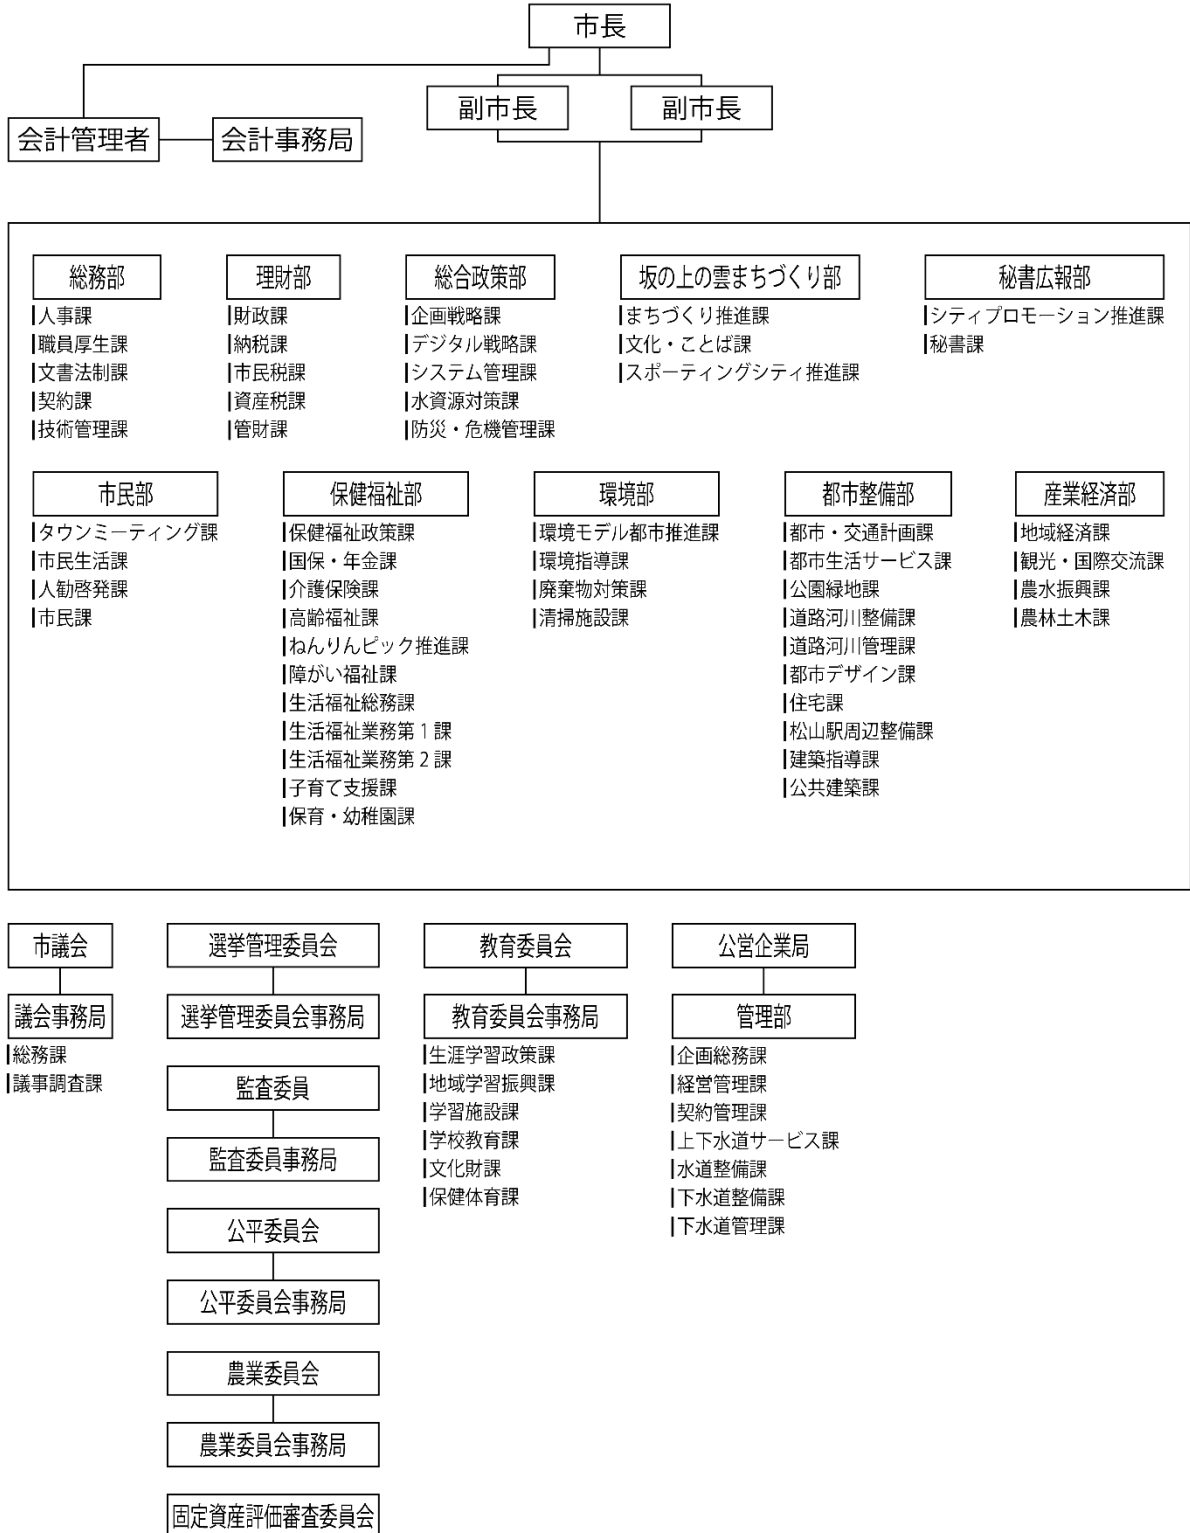 市長
副市長
副市長
会計管理者
会計事務局
総務部
人事課
職員厚生課
文書法制課
契約課
技術管理課
理財部
財政課
納税課
市民税課
資産税課
管財課
総合政策部
企画戦略課
デジタル戦略課
システム管理課
水資源対策課
防災・危機管理課
坂の上の雲まちづくり部
まちづくり推進課
文化・ことば課
スポーティングシティ推進課
秘書広報部
シティプロモーション推進課
秘書課
市民部
タウンミーティング課
市民生活課
人勧啓発課
市民課
保健福祉部
保健福祉政策課
国保・年金課
介護保険課
高齢福祉課
ねんりんピック推進課
障がい福祉課
生活福祉総務課
生活福祉業務第1課
生活福祉業務第2課
子育て支援課
保育・幼稚園課
環境部
環境モデル都市推進課
環境指導課
廃棄物対策課
清掃施設課
都市整備部
都市・交通計画課
都市生活サービス課
公園緑地課
道路河川整備課
道路河川管理課
都市デザイン課
住宅課
松山駅周辺整備課
建築指導課
公共建築課
産業経済部
地域経済課
観光・国際交流課
農水振興課
農林土木課
市議会
議会事務局
総務課
議事調査課
選挙管理委員会
選挙管理委員会事務局
監査委員
監査委員事務局
公平委員会
公平委員会事務局
農業委員会
農業委員会事務局
固定資産評価審査委員会
教育委員会
教育委員会事務局
生涯学習政策課
地域学習振興課
学習施設課
学校教育課
文化財課
保健体育課
公営企業局
管理部
企画総務課
経営管理課
契約管理課
上下水道サービス課
水道整備課
下水道整備課
下水道管理課